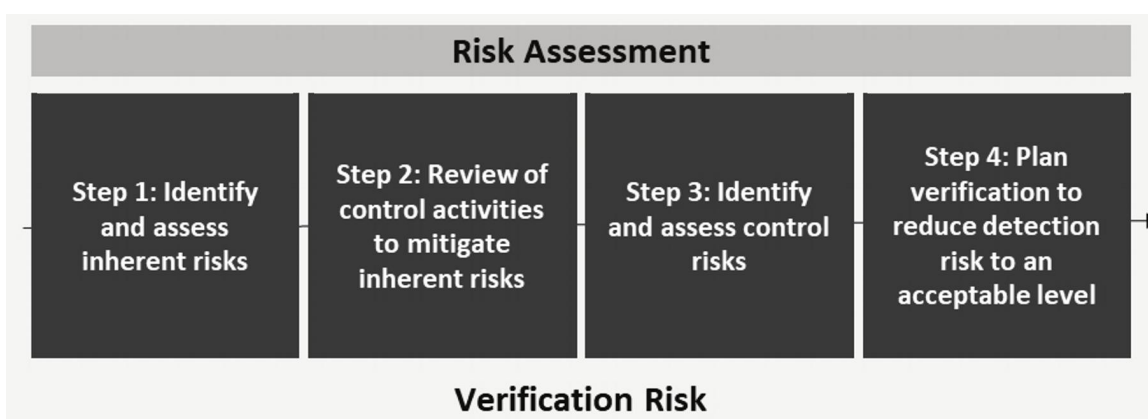 Risk Assessment
Step 1: Identify
and assess
inherent risks
Step 2: Review of
control activities
to mitigate
inherent risks
Step 3: Identify
and assess control
risks
Step 4: Plan
verification to
reduce detection
risk to an
acceptable level
Verification Risk